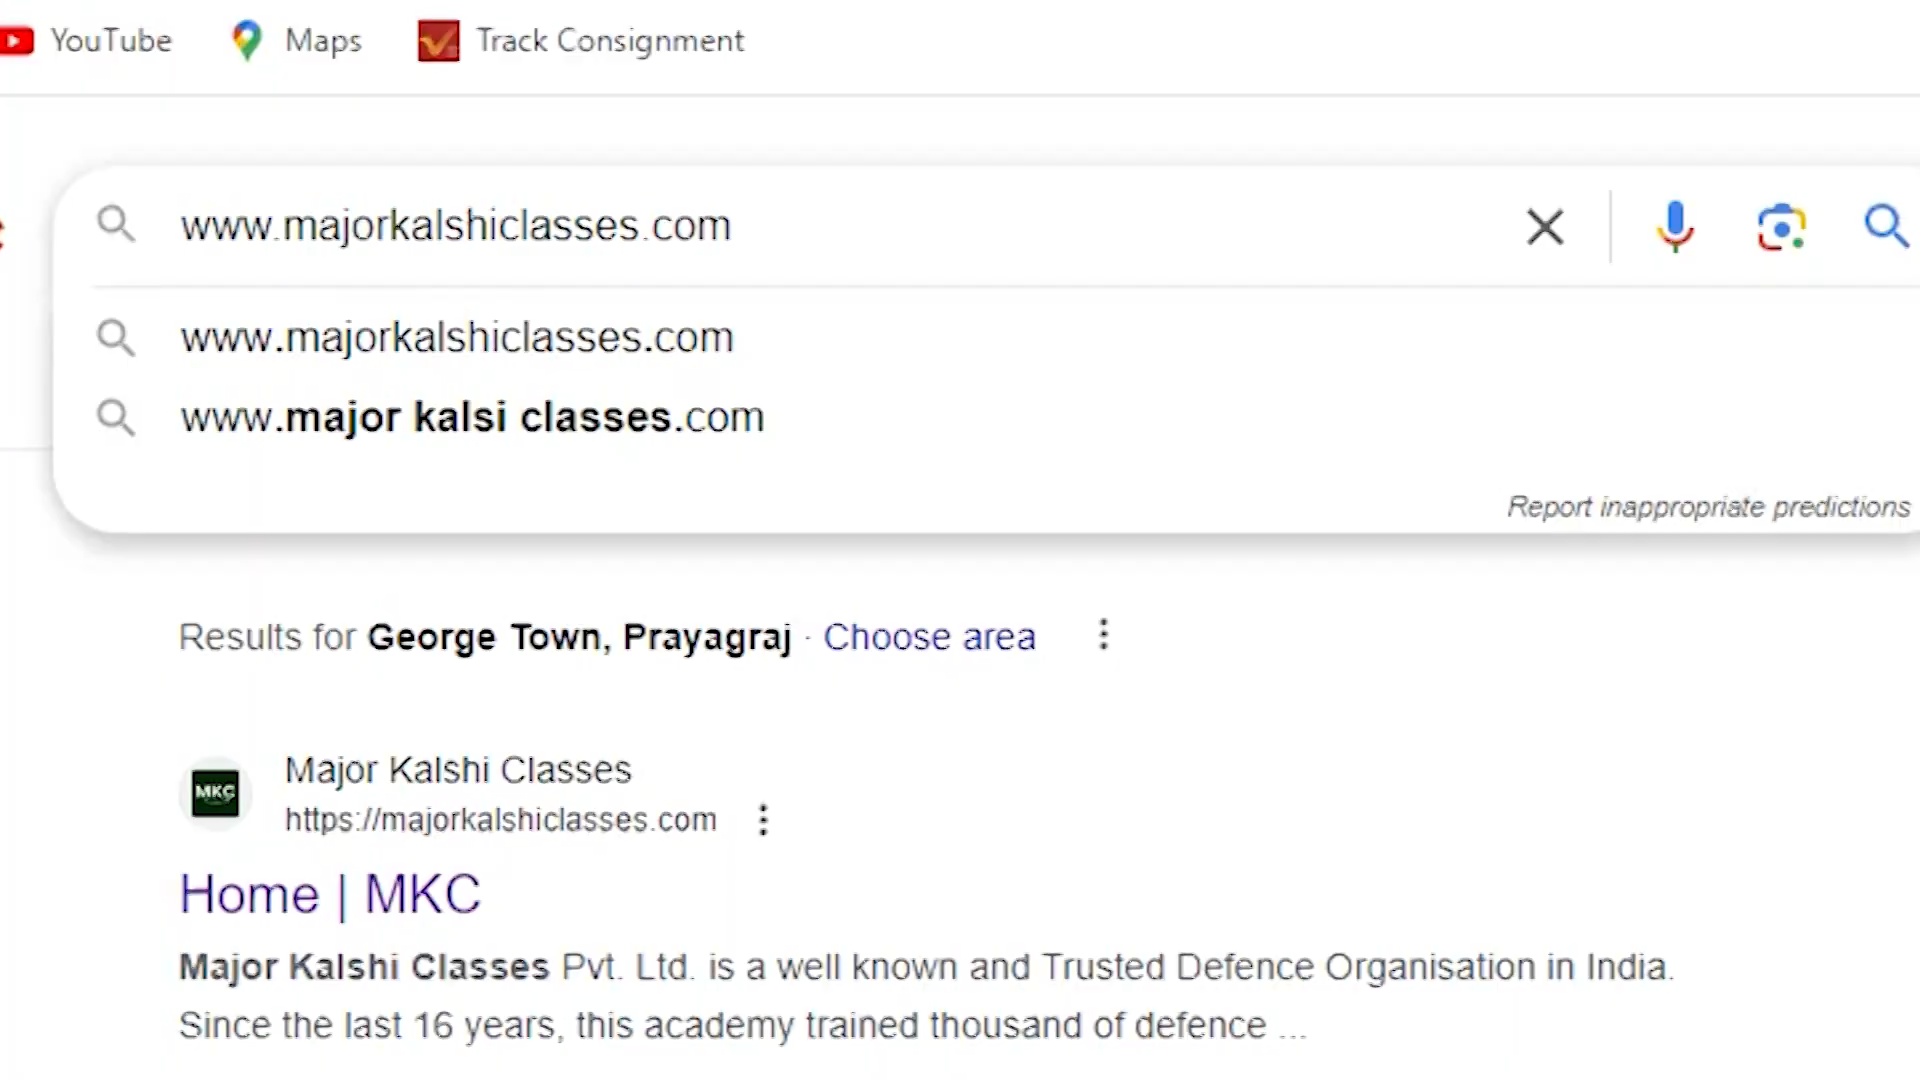 YouTube Maps Track Consignment
www.majorkalshiclasses.com
www.majorkalshiclasses.com
www.major kalsi classes.com
Report inappropriate predictions
Results for George Town, Prayagraj · Choose area
MKC
Major Kalshi Classes
https://majorkalshiclasses.com
Home | MKC
Major Kalshi Classes Pvt. Ltd. is a well known and Trusted Defence Organisation in India.
Since the last 16 years, this academy trained thousand of defence ...